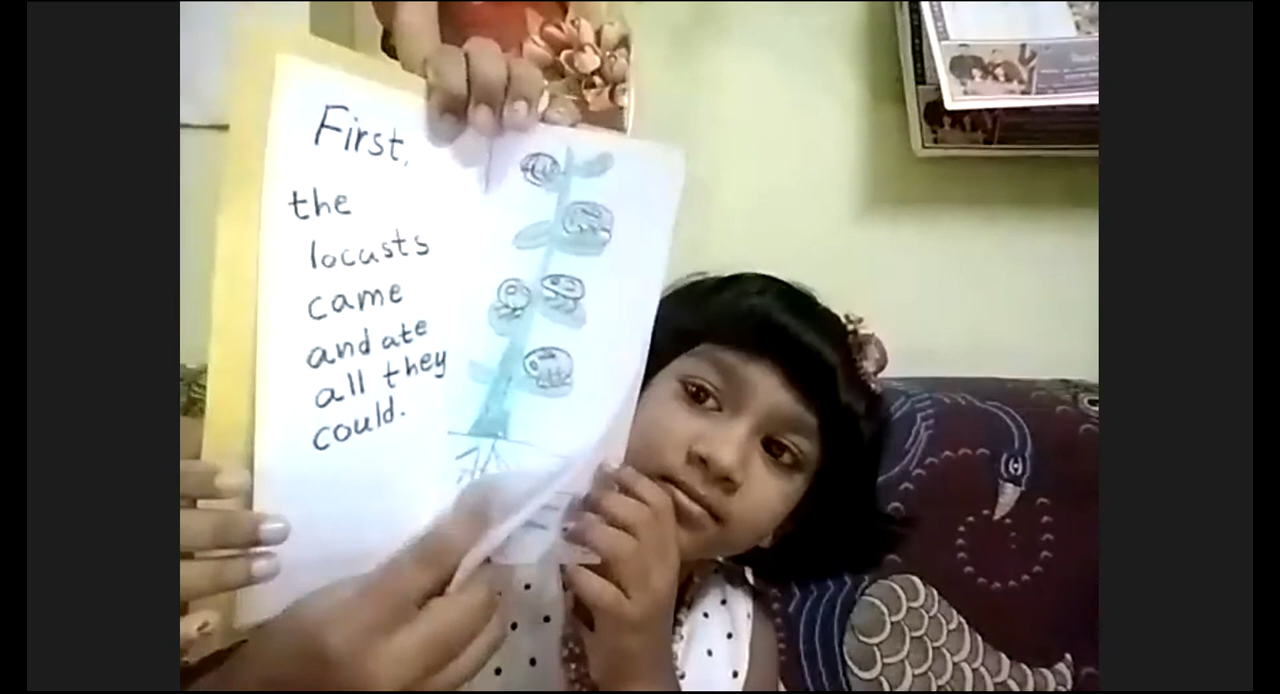 First,
the
locusts
came
and ate
all they
could.